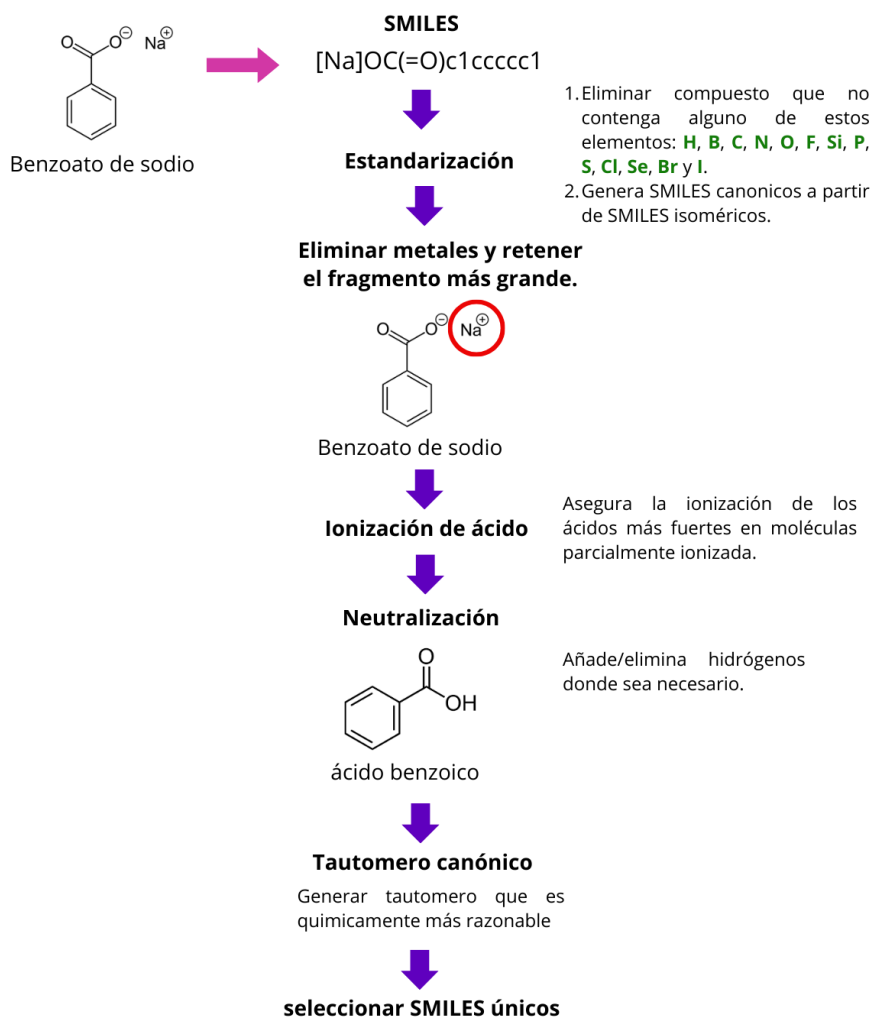 O
O⊖ Na⊕
Benzoato de sodio
SMILES
[Na]OC(=O)c1ccccc1
1. Eliminar compuesto que no
contenga alguno de estos
elementos: H, B, C, N, O, F, Si, P,
S, Cl, Se, Br y I.
2. Genera SMILES canonicos a partir
de SMILES isoméricos.
Estandarización
Eliminar metales y retener
el fragmento más grande.
O
O⊖ Na⊕
Benzoato de sodio
Ionización de ácido
Asegura la ionización de los
ácidos más fuertes en moléculas
parcialmente ionizada.
Neutralización
O
OH
ácido benzoico
Añade/elimina hidrógenos
donde sea necesario.
Tautomero canónico
Generar tautomero que es
quimicamente más razonable
seleccionar SMILES únicos